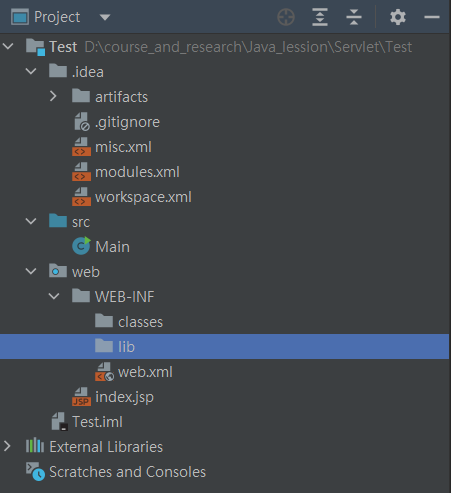 Project
Test D:\course_and_research\Java_lession\Servlet\Test
.idea
artifacts
.gitignore
misc.xml
modules.xml
workspace.xml
src
C Main
web
WEB-INF
classes
lib
web.xml
JSP index.jsp
Test.iml
External Libraries
Scratches and Consoles